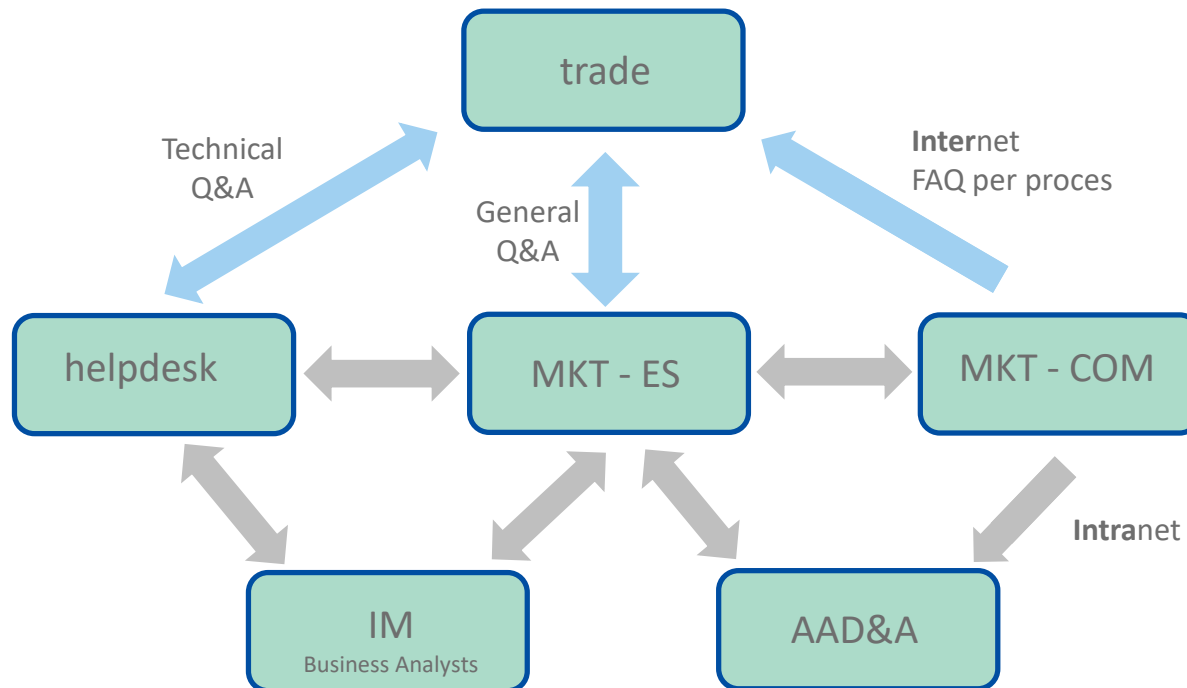 trade
Technical
Q&A
General
Q&A
Internet
FAQ per proces
helpdesk
MKT - ES
MKT - COM
Intranet
IM
Business Analysts
AAD&A